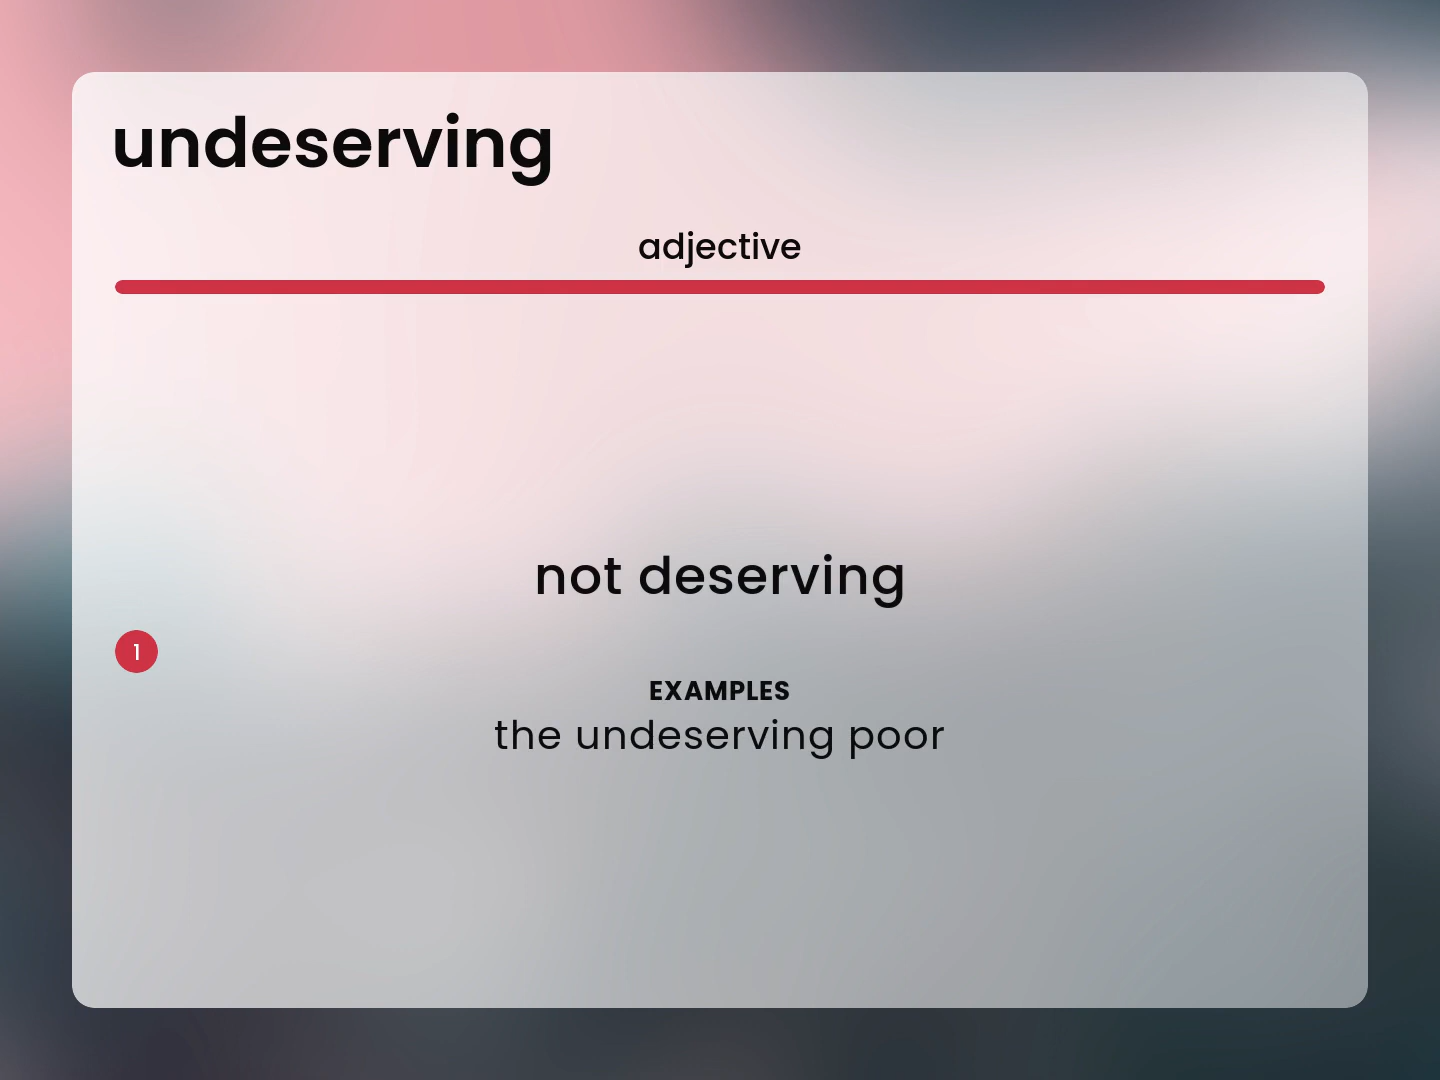 undeserving
adjective
not deserving
1
EXAMPLES
the undeserving poor